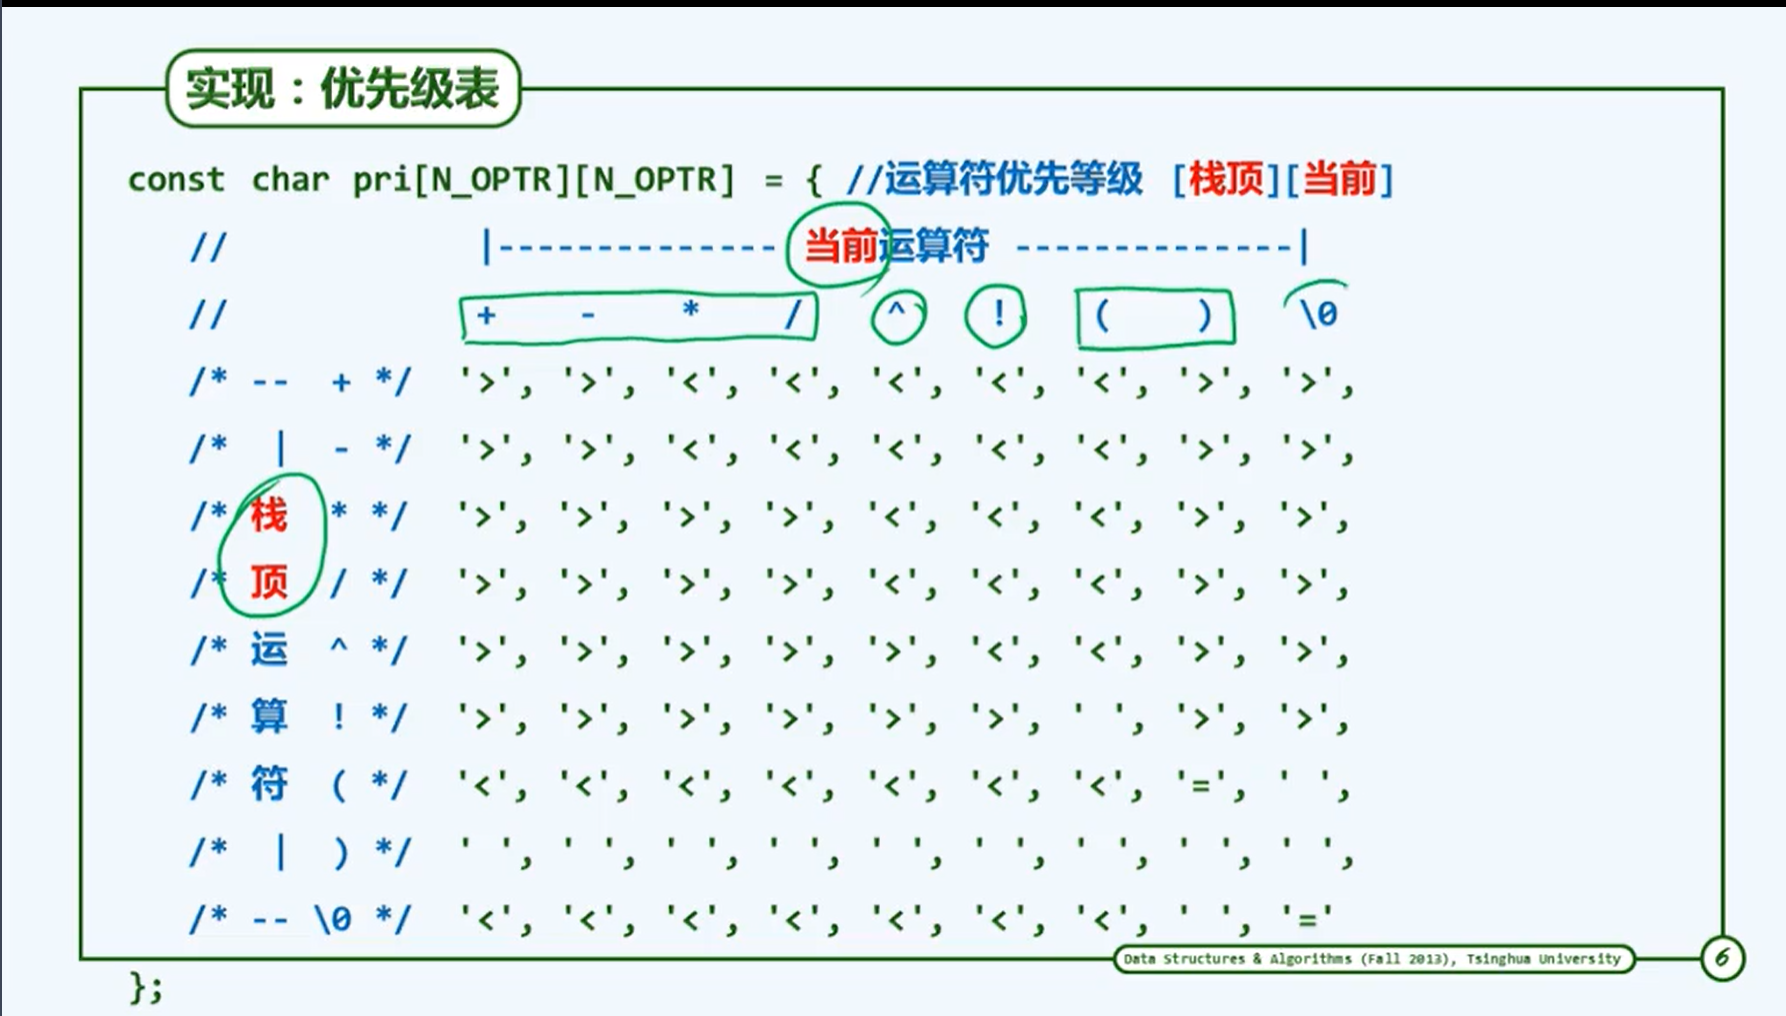 实现：优先级表
const char pri[N_OPTR][N_OPTR] = { //运算符优先等级 [栈顶][当前]
// |-------------- 当前运算符 --------------|
// + - * / ^ ! ( ) \0
/* -- + */ '>', '>', '<', '<', '<', '<', '<', '>', '>',
/* | - */ '>', '>', '<', '<', '<', '<', '<', '>', '>',
/* 栈 * */ '>', '>', '>', '>', '<', '<', '<', '>', '>',
/* 顶 / */ '>', '>', '>', '>', '<', '<', '<', '>', '>',
/* 运 ^ */ '>', '>', '>', '>', '>', '<', '<', '>', '>',
/* 算 ! */ '>', '>', '>', '>', '>', '>', ' ', '>', '>',
/* 符 ( */ '<', '<', '<', '<', '<', '<', '<', '=', ' ',
/* | ) */ ' ', ' ', ' ', ' ', ' ', ' ', ' ', ' ', ' ',
/* -- \0 */ '<', '<', '<', '<', '<', '<', '<', ' ', '='
Data Structures & Algorithms (Fall 2013), Tsinghua University
6
};